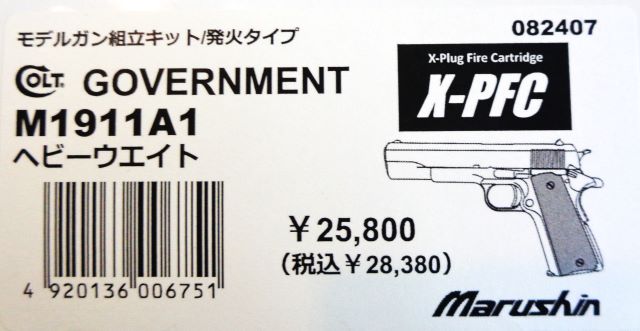 モデルガン組立キット/発火タイプ
082407
COLT GOVERNMENT
X-Plug Fire Cartridge
X-PFC
M1911A1
ヘビーウエイト
￥25,800
(税込￥28,380)
4 920136 006751
Marushin